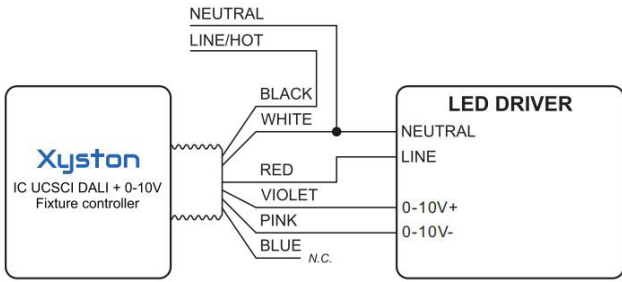 NEUTRAL
LINE/HOT
BLACK
WHITE
RED
VIOLET
PINK
BLUE
N.C.
Xyston
IC UCSCI DALI + 0-10V
Fixture controller
LED DRIVER
NEUTRAL
LINE
0-10V+
0-10V-